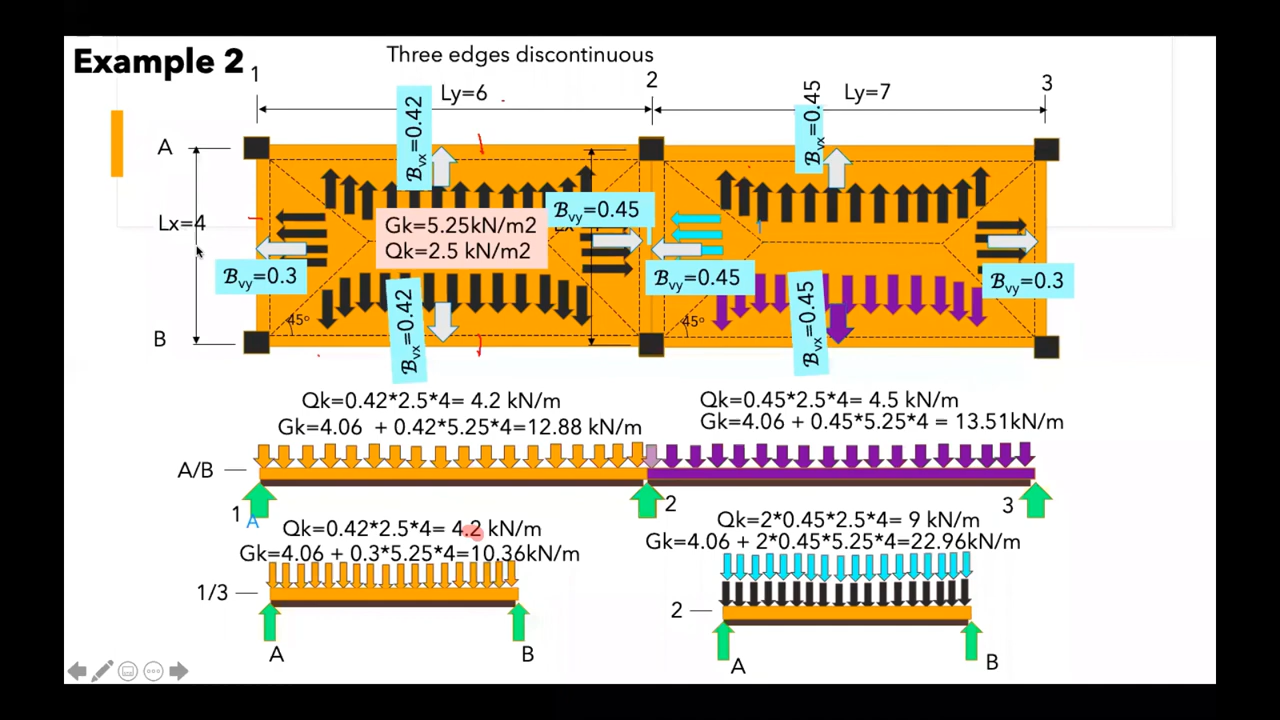 Example 2
Three edges discontinuous
1
2
3
Ly=6
Ly=7
A
Lx=4
B
ℬvx=0.42
ℬvx=0.45
Gk=5.25kN/m2
Qk=2.5 kN/m2
ℬvy=0.45
ℬvy=0.3
ℬvy=0.45
ℬvy=0.3
45°
ℬvx=0.42
45°
ℬvx=0.45
Qk=0.42*2.5*4= 4.2 kN/m
Gk=4.06 + 0.42*5.25*4=12.88 kN/m
Qk=0.45*2.5*4= 4.5 kN/m
Gk=4.06 + 0.45*5.25*4 = 13.51kN/m
A/B
1
A
2
3
Qk=0.42*2.5*4= 4.2 kN/m
Gk=4.06 + 0.3*5.25*4=10.36kN/m
1/3
A
B
Qk=2*0.45*2.5*4= 9 kN/m
Gk=4.06 + 2*0.45*5.25*4=22.96kN/m
2
A
B